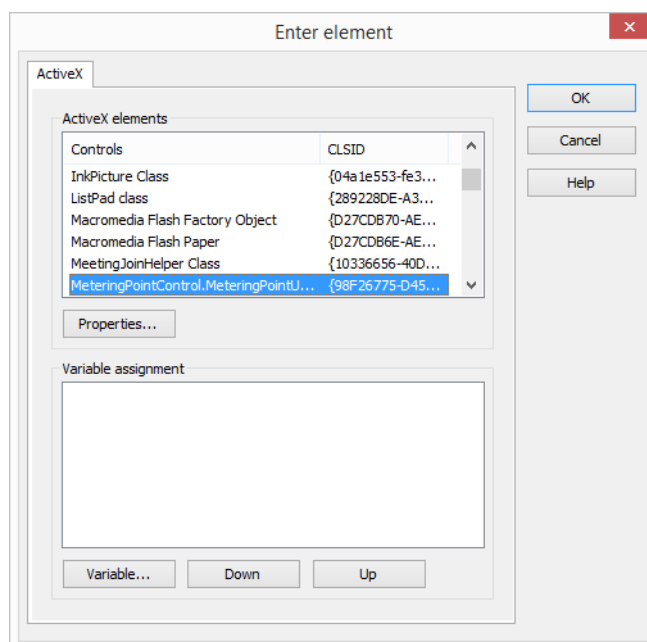 Enter element
ActiveX
OK
Cancel
Help
ActiveX elements
Controls CLSID
InkPicture Class {04a1e553-fe3...
ListPad class {289228DE-A3...
Macromedia Flash Factory Object {D27CDB70-AE...
Macromedia Flash Paper {D27CDB6E-AE...
MeetingJoinHelper Class {10336656-40D...
MeteringPointControl.MeteringPointU... {98F26775-D45...
Properties...
Variable assignment
Variable... Down Up